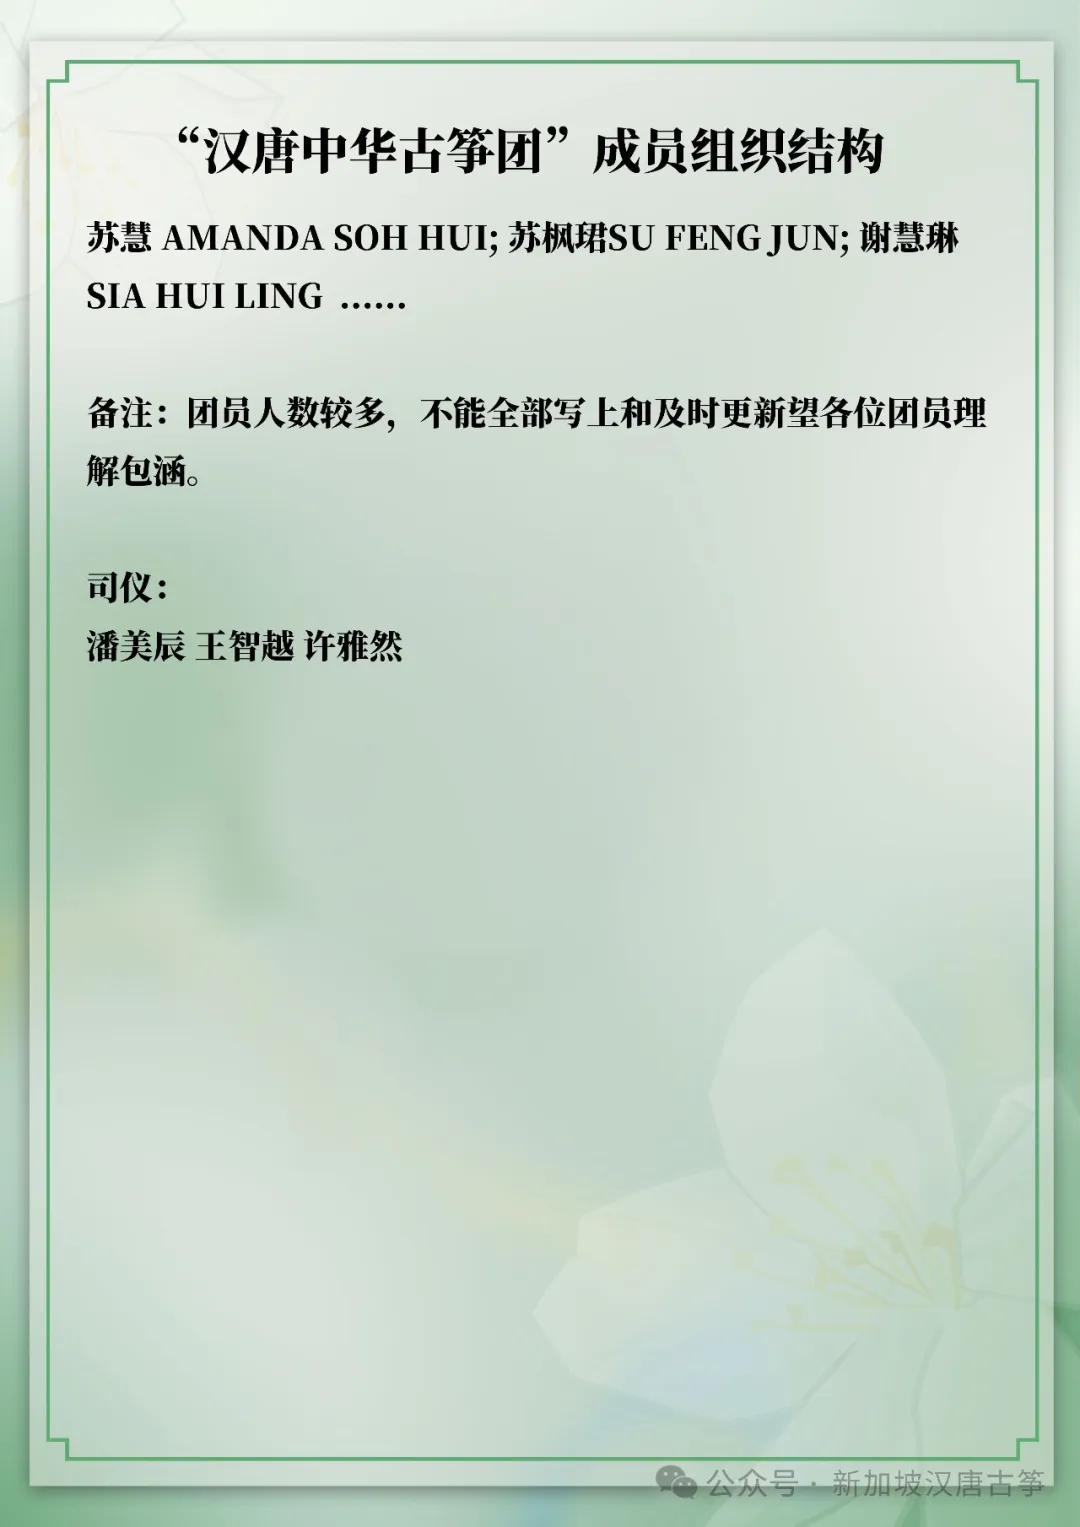 “汉唐中华古筝团”成员组织结构
苏慧 AMANDA SOH HUI; 苏枫珺SU FENG JUN; 谢慧琳
SIA HUI LING ……
备注：团员人数较多，不能全部写上和及时更新望各位团员理
解包涵。
司仪：
潘美辰 王智越 许雅然
公众号 · 新加坡汉唐古筝